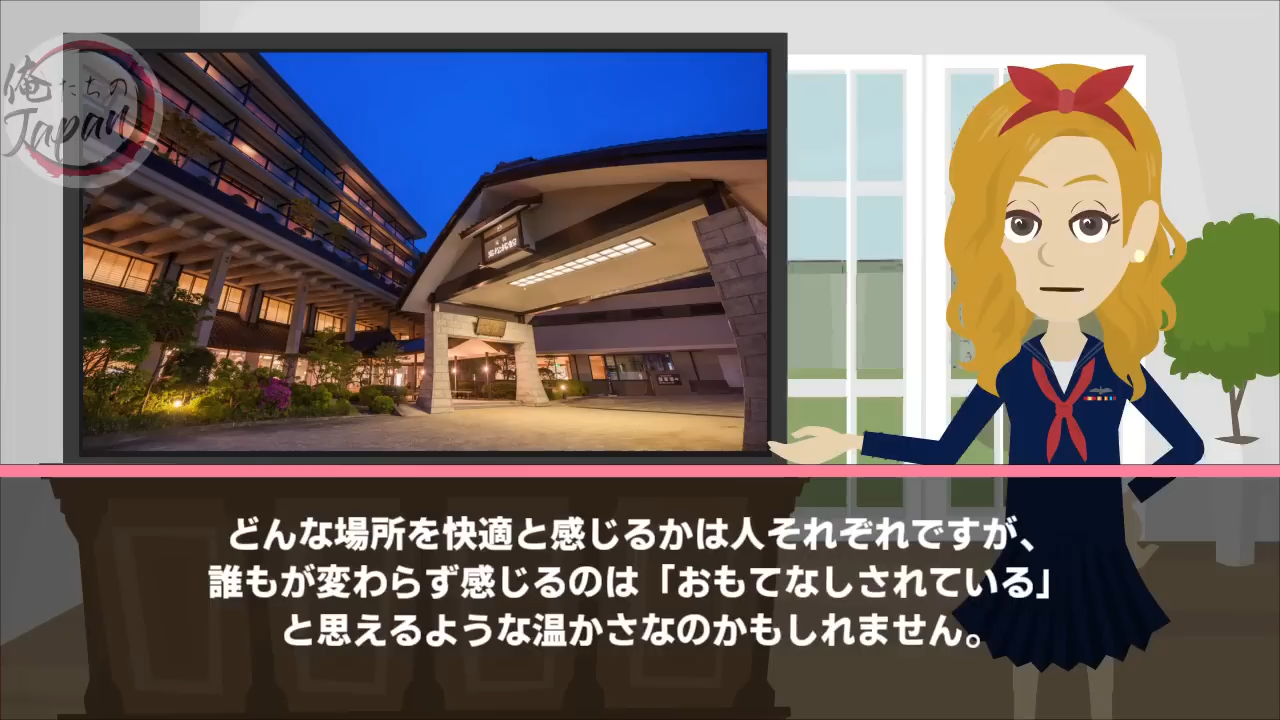 俺たちの
Japan
どんな場所を快適と感じるかは人それぞれですが、
誰もが変わらず感じるのは「おもてなしされている」
と思えるような温かさなのかもしれません。